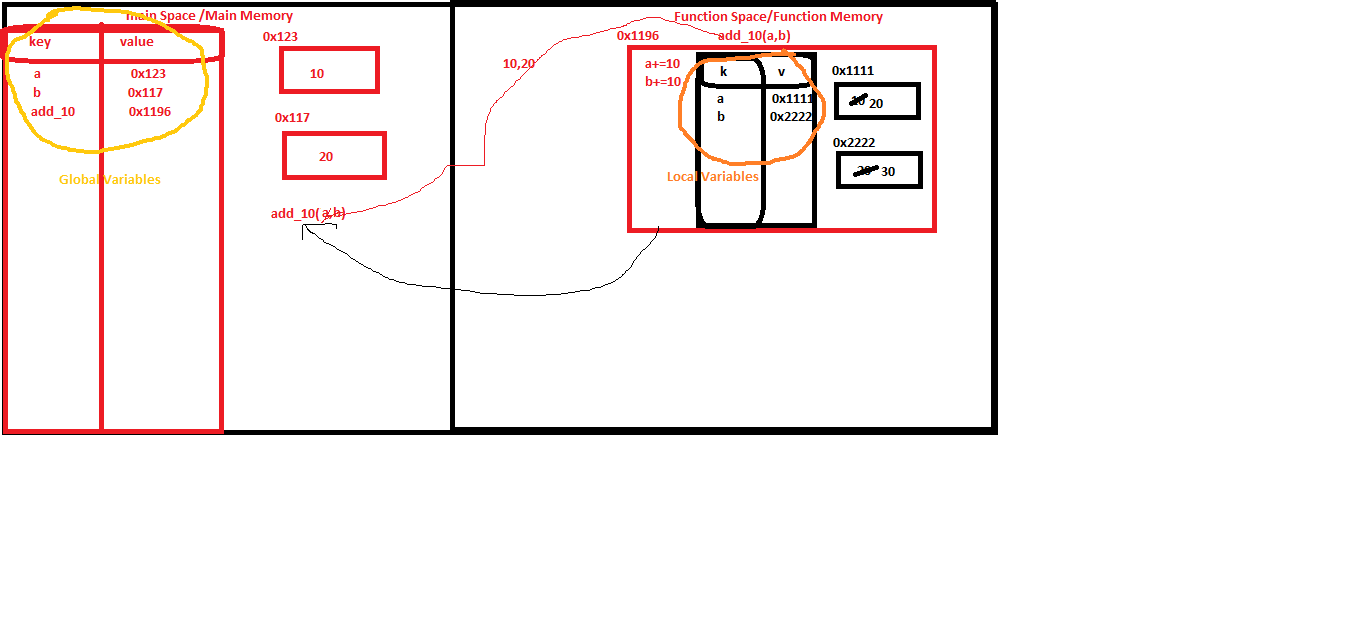 main Space /Main Memory
key value
a 0x123
b 0x117
add_10 0x1196
Global Variables
0x123
10
0x117
20
add_10(a,b)
10,20
Function Space/Function Memory
0x1196 add_10(a,b)
a+=10
b+=10
k v
a 0x1111
b 0x2222
Local Variables
0x1111
10 20
0x2222
20 30